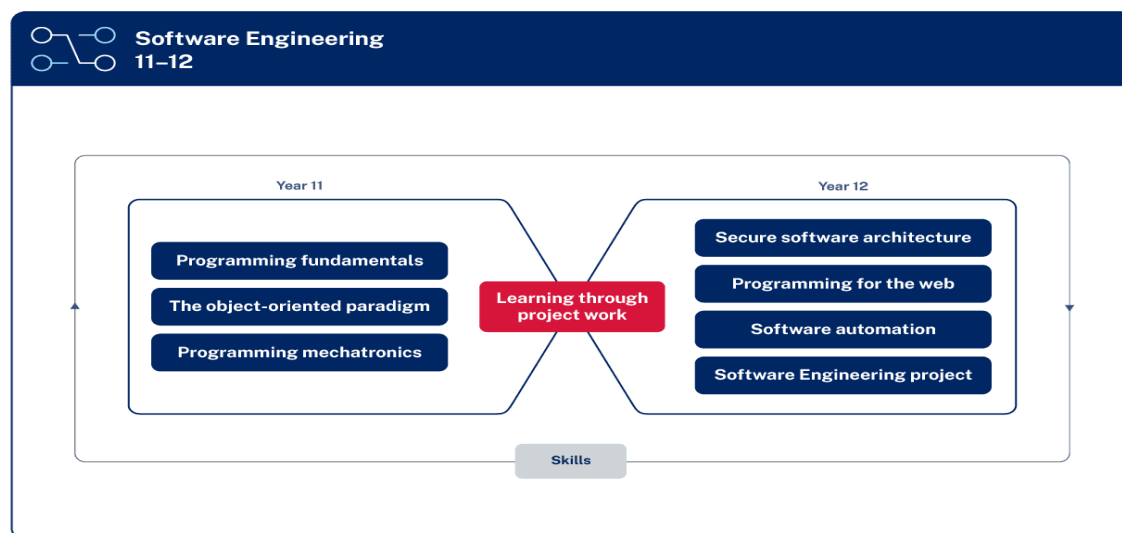 Software Engineering
11–12
Year 11
Programming fundamentals
The object-oriented paradigm
Programming mechatronics
Learning through
project work
Year 12
Secure software architecture
Programming for the web
Software automation
Software Engineering project
Skills